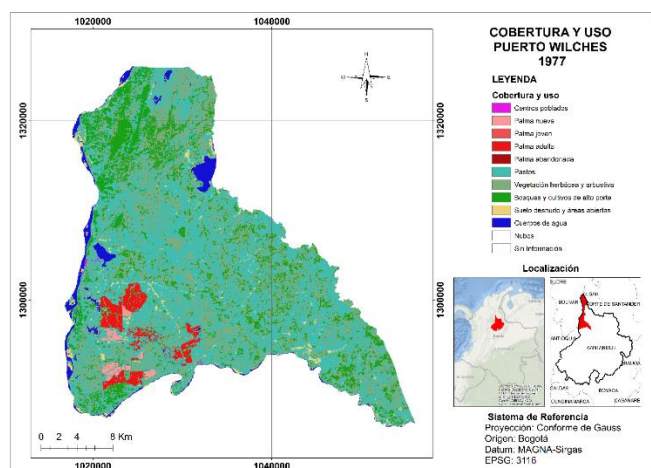 1020000 1040000
COBERTURA Y USO
PUERTO WILCHES
1977
LEYENDA
Cobertura y uso
Centros poblados
Palma nueva
Palma joven
Palma adulta
Palma abandonada
Pastos
Vegetación herbácea y arbustiva
Bosques y cultivos de alto porte
Suelo desnudo y áreas abiertas
Cuerpos de agua
Nubes
Sin Información
N
S
E
1320000 1320000
1300000 1300000
Localización
NORTE DE SANTANDER
BOLIVAR
ANTIOQUIA
SANTANDER
BOYACA
CALDAS
CUNDINAMARCA
CASANARE
Sistema de Referencia
Proyección: Conforme de Gauss
Origen: Bogotá
Datum: MAGNA-Sirgas
EPSG: 3116
0 2 4 8 Km
1020000 1040000